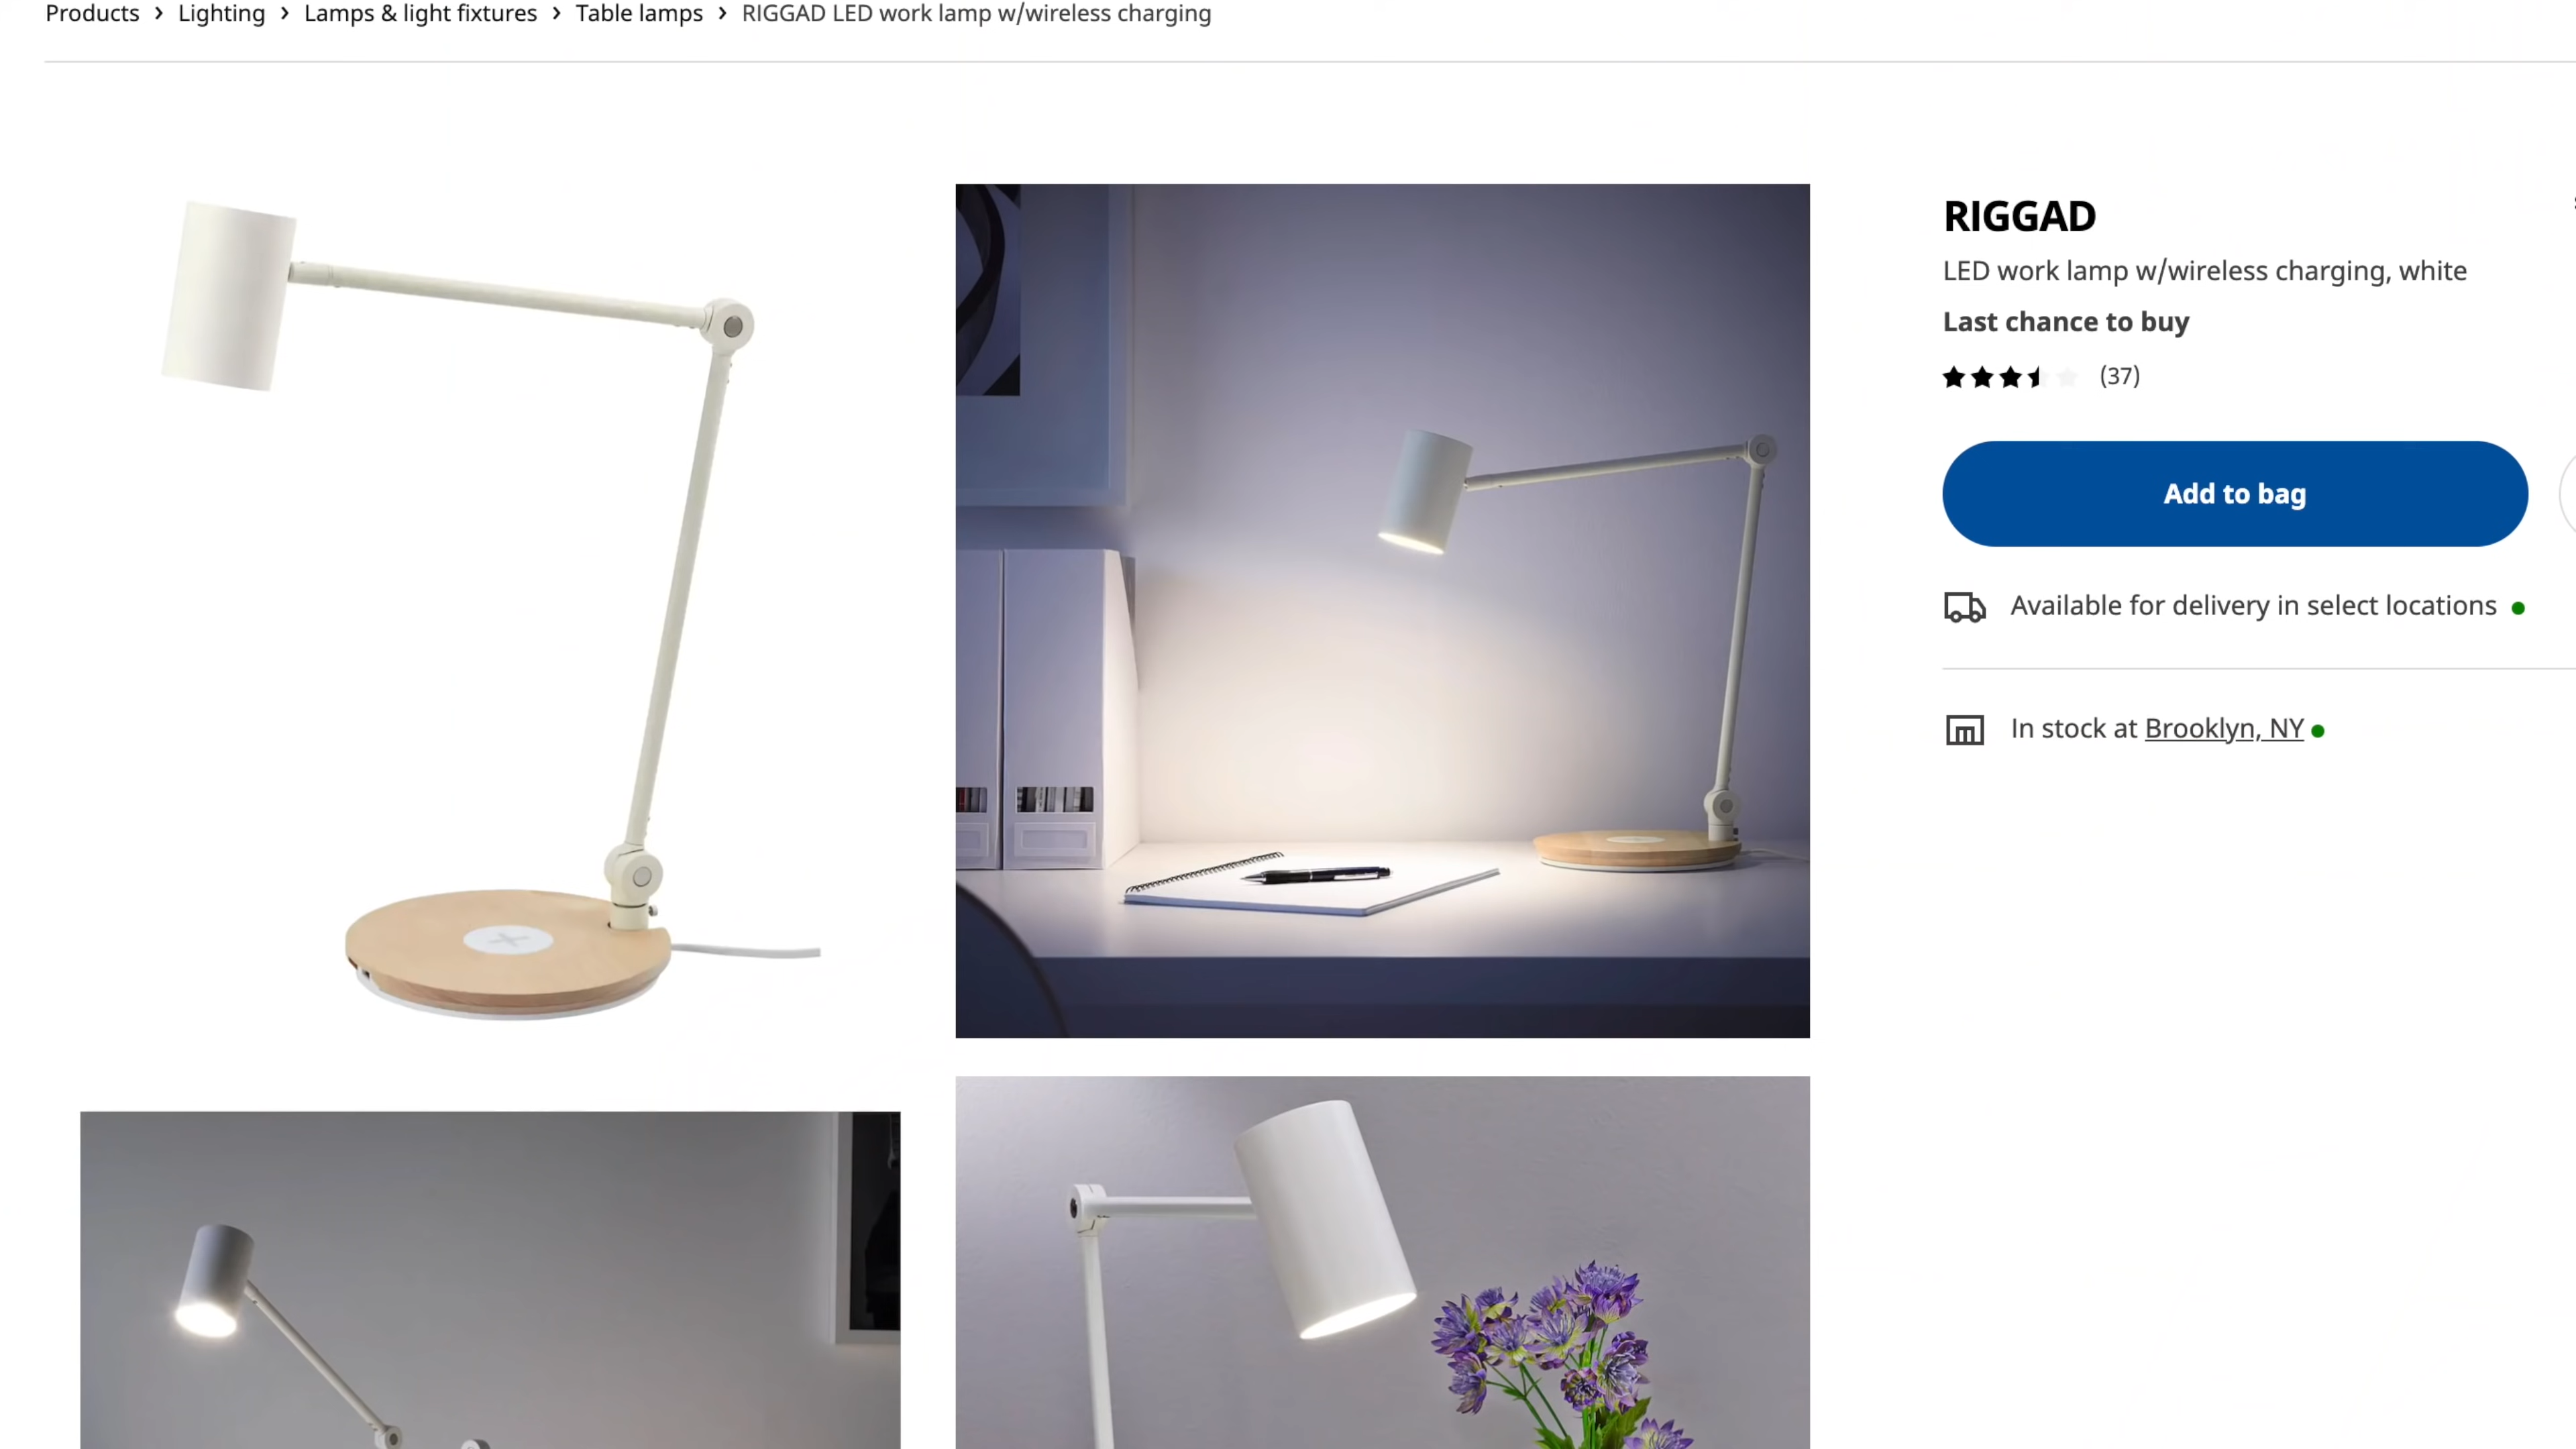 Products › Lighting › Lamps & light fixtures › Table lamps › RIGGAD LED work lamp w/wireless charging
RIGGAD
LED work lamp w/wireless charging, white
Last chance to buy
(37)
Add to bag
Available for delivery in select locations
In stock at Brooklyn, NY